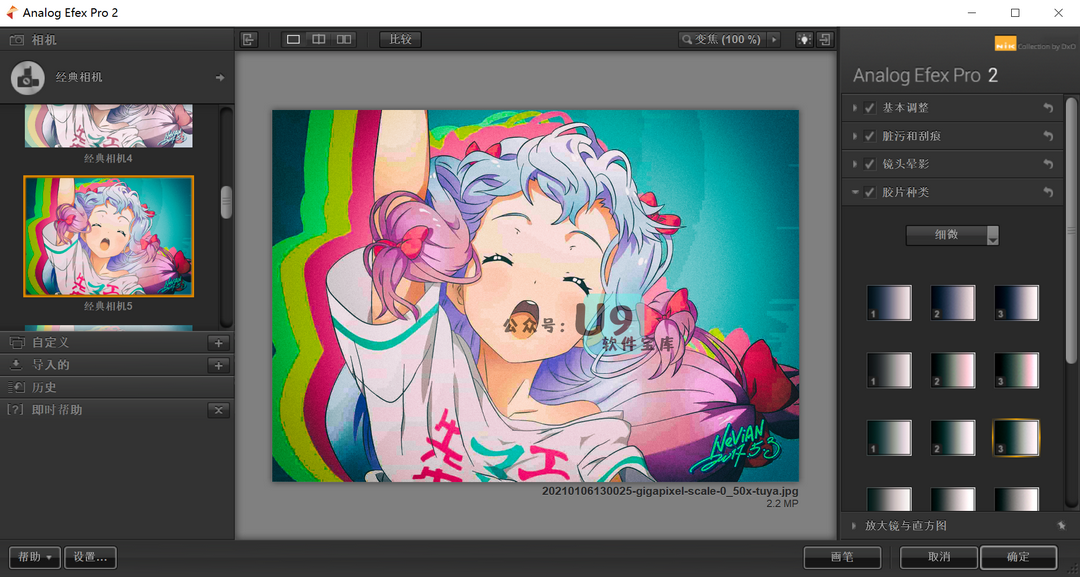 Analog Efex Pro 2
相机
经典相机
经典相机4
经典相机5
自定义
导入的
历史
[?] 即时帮助
帮助
设置...
比较
变焦 (100 %)
公众号：U9
软件宝库
NeViAN
2017.5.3
20210106130025-gigapixel-scale-0_50x-tuya.jpg
2.2 MP
nik Collection by DxO
Analog Efex Pro 2
基本调整
脏污和刮痕
镜头晕影
胶片种类
细微
1 2 3
1 2 3
1 2 3
放大镜与直方图
画笔
取消
确定